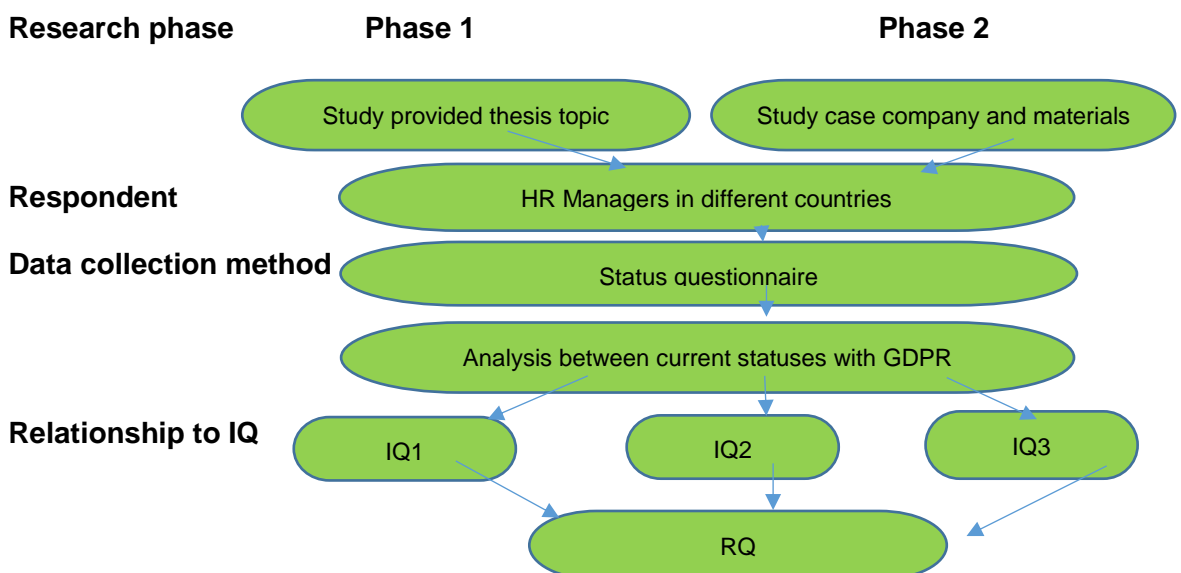 Research phase Phase 1 Phase 2
Study provided thesis topic Study case company and materials
Respondent HR Managers in different countries
Data collection method Status questionnaire
Analysis between current statuses with GDPR
Relationship to IQ IQ1 IQ2 IQ3
RQ